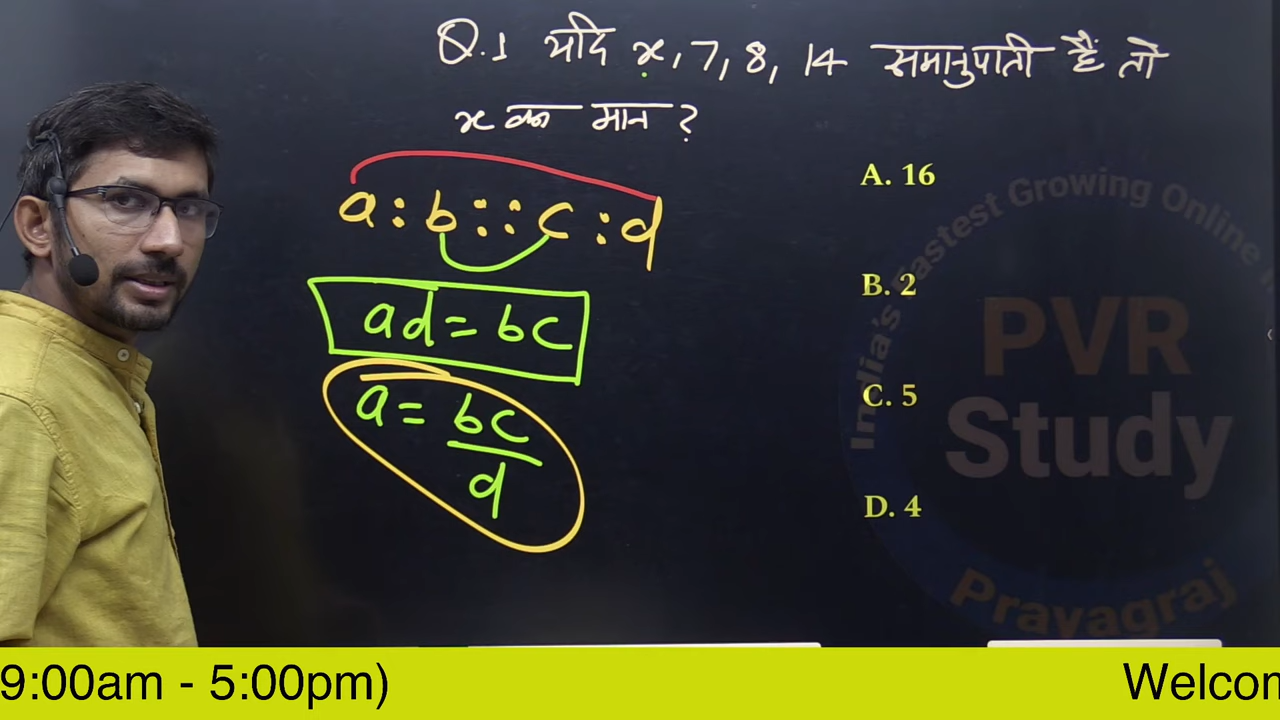 Q.1 यदि x, 7, 8, 14 समानुपाती हैं तो
x का मान ?
a : b :: c : d
ad = bc
a = bc/d
A. 16
B. 2
C. 5
D. 4
India's Fastest Growing Online
PVR
Study
Prayagraj
9:00am - 5:00pm) Welcom